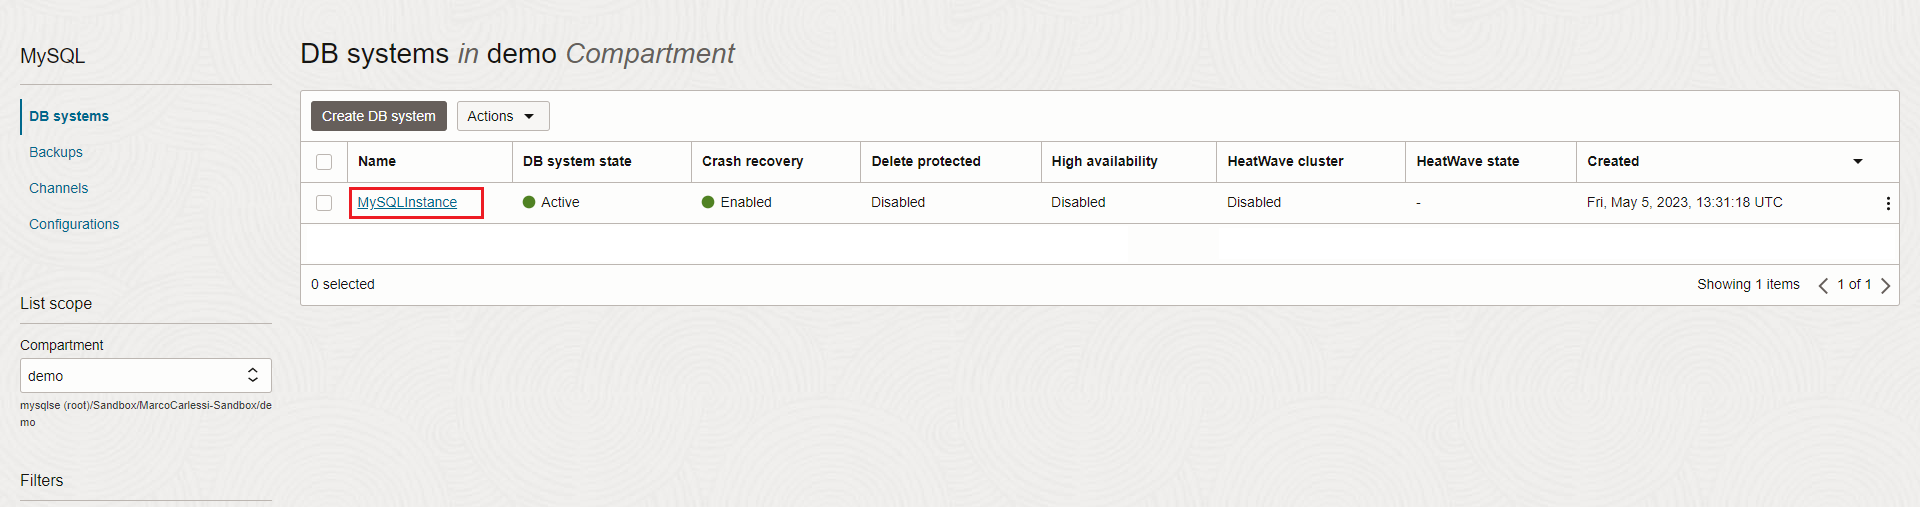 MySQL
DB systems
Backups
Channels
Configurations
List scope
Compartment
demo
mysqlse (root)/Sandbox/MarcoCarlessi-Sandbox/de
mo
Filters
DB systems in demo Compartment
Create DB system Actions
Name DB system state Crash recovery Delete protected High availability HeatWave cluster HeatWave state Created
MySQLInstance Active Enabled Disabled Disabled Disabled - Fri, May 5, 2023, 13:31:18 UTC
0 selected Showing 1 items 1 of 1